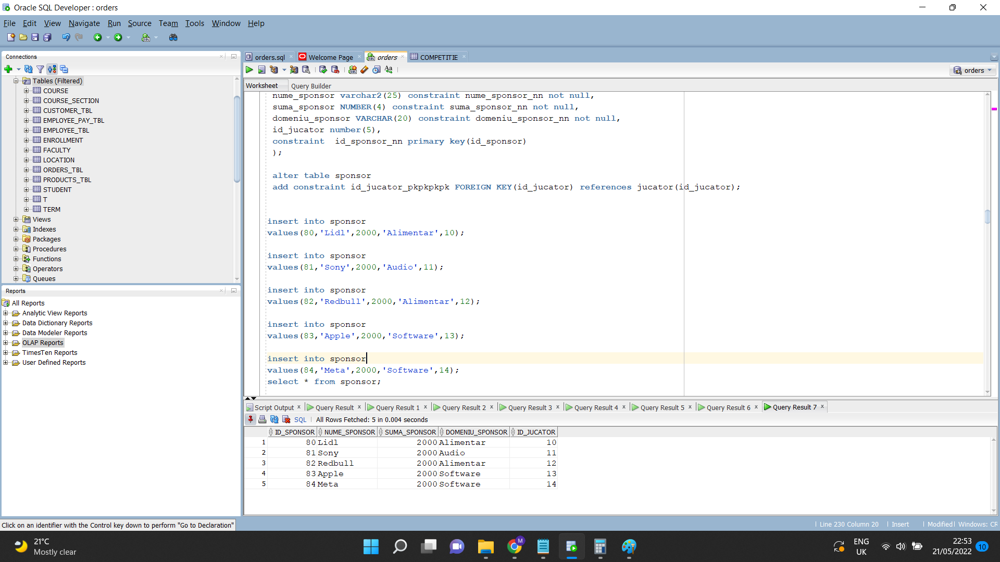 Oracle SQL Developer : orders
File Edit View Navigate Run Source Team Tools Window Help
Connections
Tables (Filtered)
COURSE
COURSE_SECTION
CUSTOMER_TBL
EMPLOYEE_PAY_TBL
EMPLOYEE_TBL
ENROLLMENT
FACULTY
LOCATION
ORDERS_TBL
PRODUCTS_TBL
STUDENT
T
TERM
Views
Indexes
Packages
Procedures
Functions
Operators
Queues
Reports
All Reports
Analytic View Reports
Data Dictionary Reports
Data Modeler Reports
OLAP Reports
TimesTen Reports
User Defined Reports
orders.sql Welcome Page orders COMPETITIE
orders
Worksheet Query Builder
nume_sponsor varchar2(25) constraint nume_sponsor_nn not null,
suma_sponsor NUMBER(4) constraint suma_sponsor_nn not null,
domeniu_sponsor VARCHAR(20) constraint domeniu_sponsor_nn not null,
id_jucator number(5),
constraint  id_sponsor_nn primary key(id_sponsor)
);
alter table sponsor
add constraint id_jucator_pkpkpkpk FOREIGN KEY(id_jucator) references jucator(id_jucator);
insert into sponsor
values(80,'Lidl',2000,'Alimentar',10);
insert into sponsor
values(81,'Sony',2000,'Audio',11);
insert into sponsor
values(82,'Redbull',2000,'Alimentar',12);
insert into sponsor
values(83,'Apple',2000,'Software',13);
insert into sponsor
values(84,'Meta',2000,'Software',14);
select * from sponsor;
Script Output Query Result Query Result 1 Query Result 2 Query Result 3 Query Result 4 Query Result 5 Query Result 6 Query Result 7
SQL All Rows Fetched: 5 in 0.004 seconds
ID_SPONSOR NUME_SPONSOR SUMA_SPONSOR DOMENIU_SPONSOR ID_JUCATOR
1 80 Lidl 2000 Alimentar 10
2 81 Sony 2000 Audio 11
3 82 Redbull 2000 Alimentar 12
4 83 Apple 2000 Software 13
5 84 Meta 2000 Software 14
Click on an identifier with the Control key down to perform "Go to Declaration"
Line 230 Column 20 Insert Modified Windows: CR
21°C
Mostly clear
M
ENG
UK
22:53
21/05/2022
10